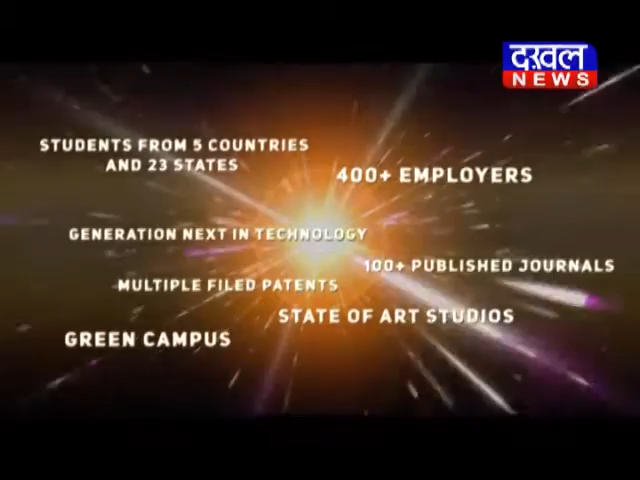 दख़ल
NEWS
STUDENTS FROM 5 COUNTRIES
AND 23 STATES
400+ EMPLOYERS
GENERATION NEXT IN TECHNOLOGY
100+ PUBLISHED JOURNALS
MULTIPLE FILED PATENTS
STATE OF ART STUDIOS
GREEN CAMPUS